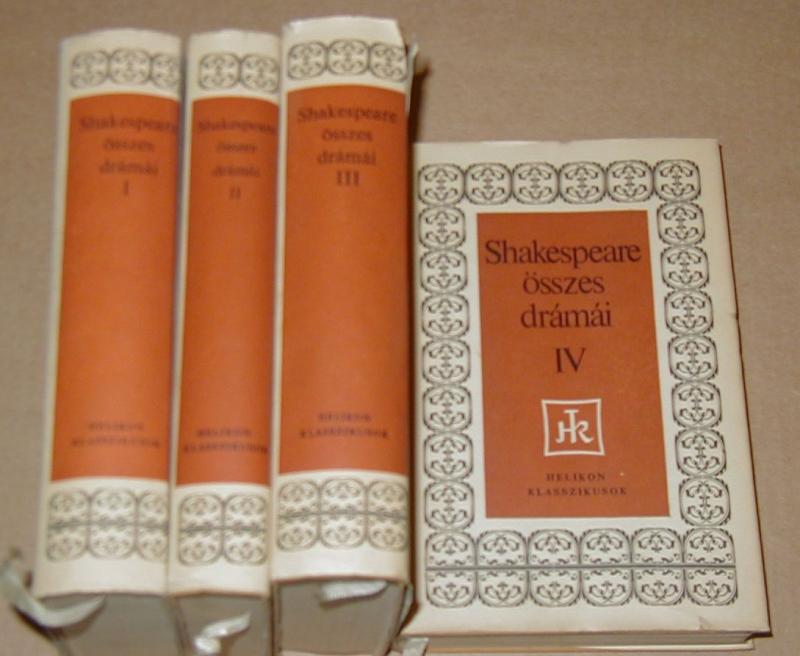 Shakespeare
összes
drámái
I
HELIKON
KLASSZIKUSOK
Shakespeare
összes
drámái
II
HELIKON
KLASSZIKUSOK
Shakespeare
összes
drámái
III
HELIKON
KLASSZIKUSOK
Shakespeare
összes
drámái
IV
HK
HELIKON
KLASSZIKUSOK